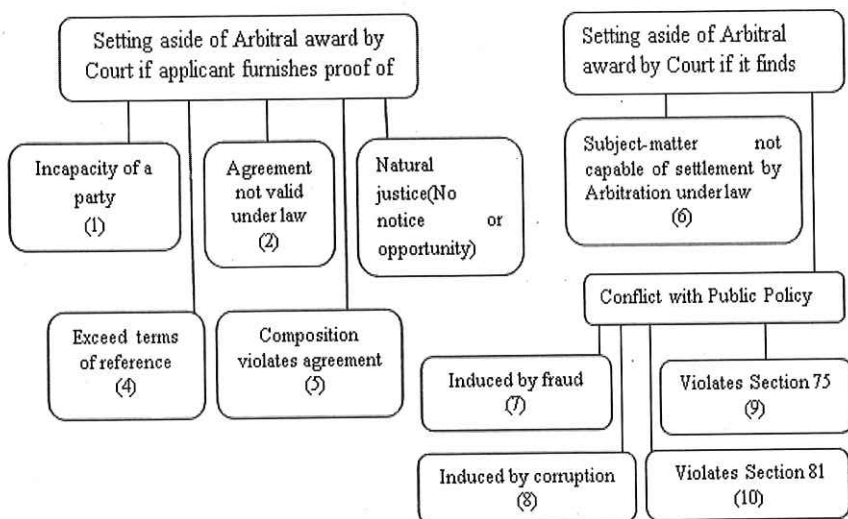 Setting aside of Arbitral award by
Court if applicant furnishes proof of
Incapacity of a
party
(1)
Agreement
not valid
under law
(2)
Natural
justice(No
notice or
opportunity)
Exceed terms
of reference
(4)
Composition
violates agreement
(5)
Setting aside of Arbitral
award by Court if it finds
Subject-matter not
capable of settlement by
Arbitration under law
(6)
Conflict with Public Policy
Induced by fraud
(7)
Violates Section 75
(9)
Induced by corruption
(8)
Violates Section 81
(10)